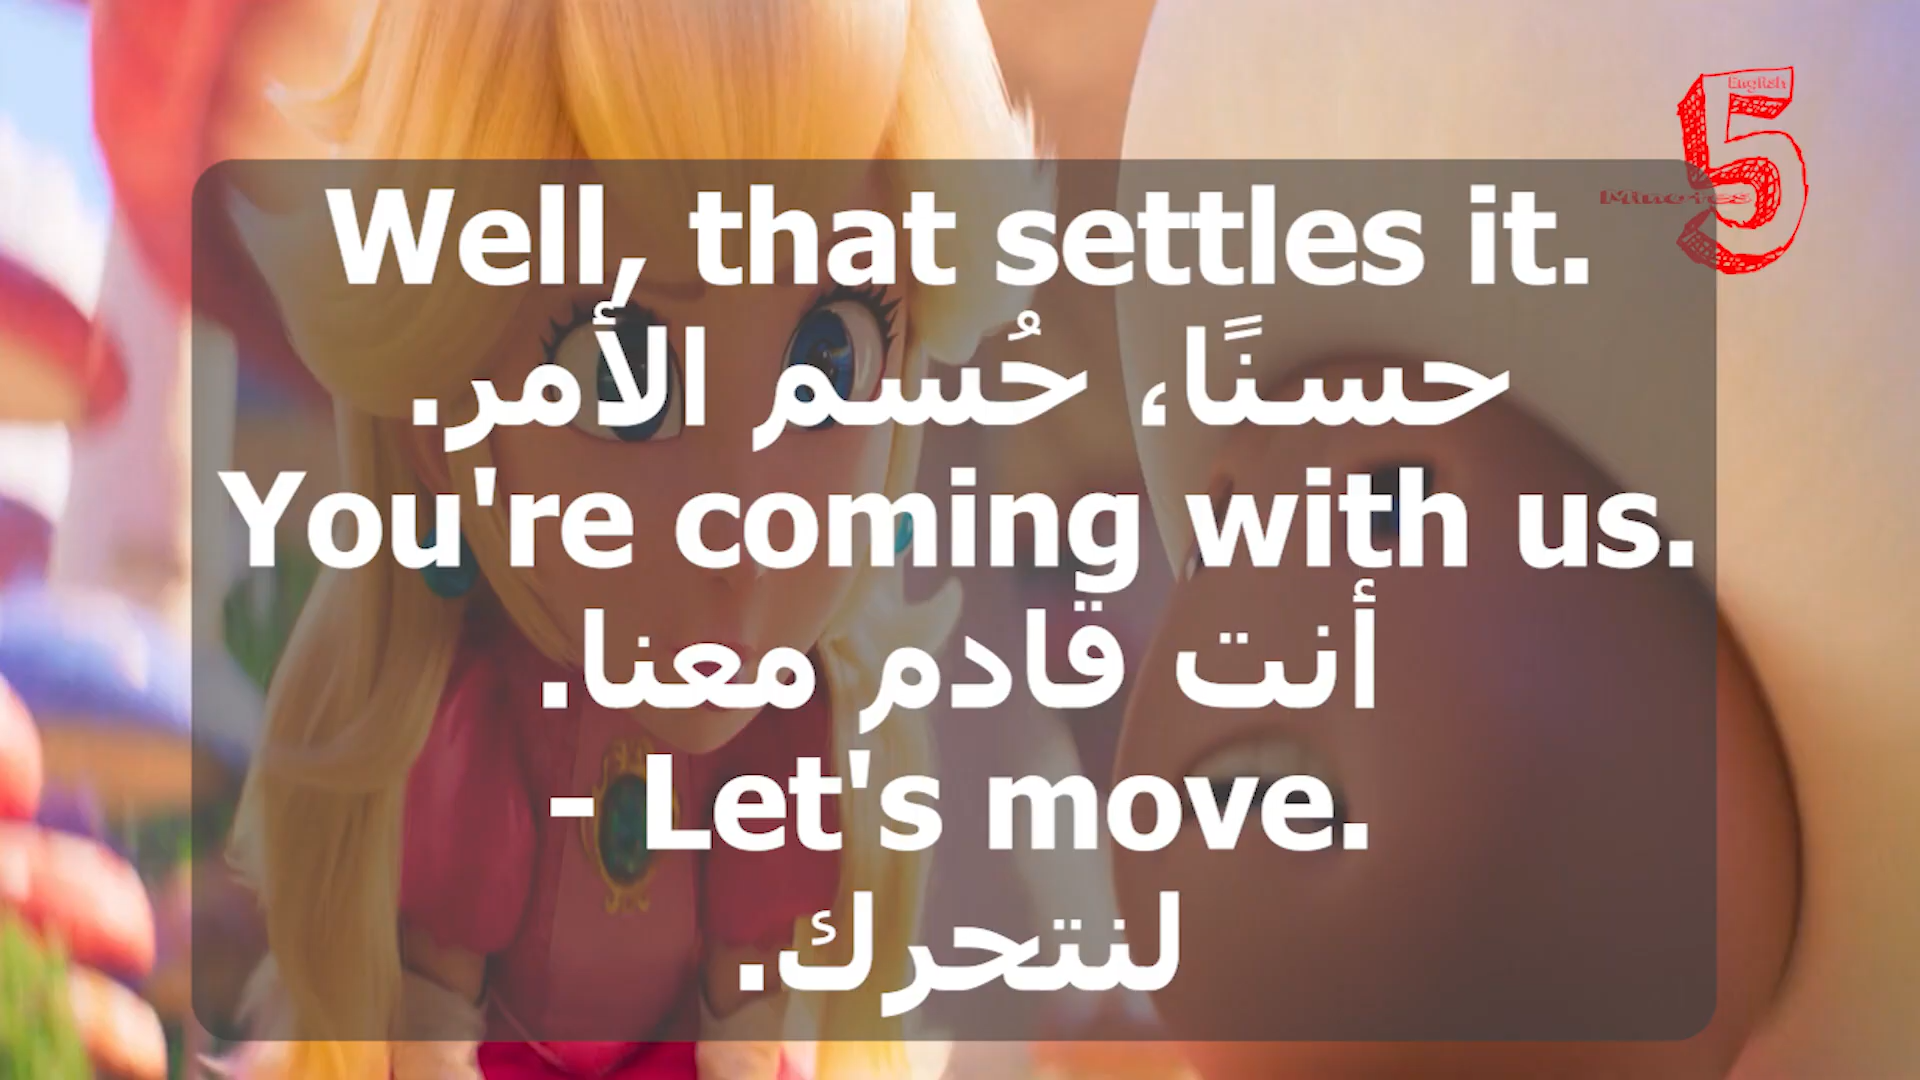 English
5
Well, that settles it.
حسنًا، حُسم الأمر.
You're coming with us.
أنت قادم معنا.
- Let's move.
لنتحرك.